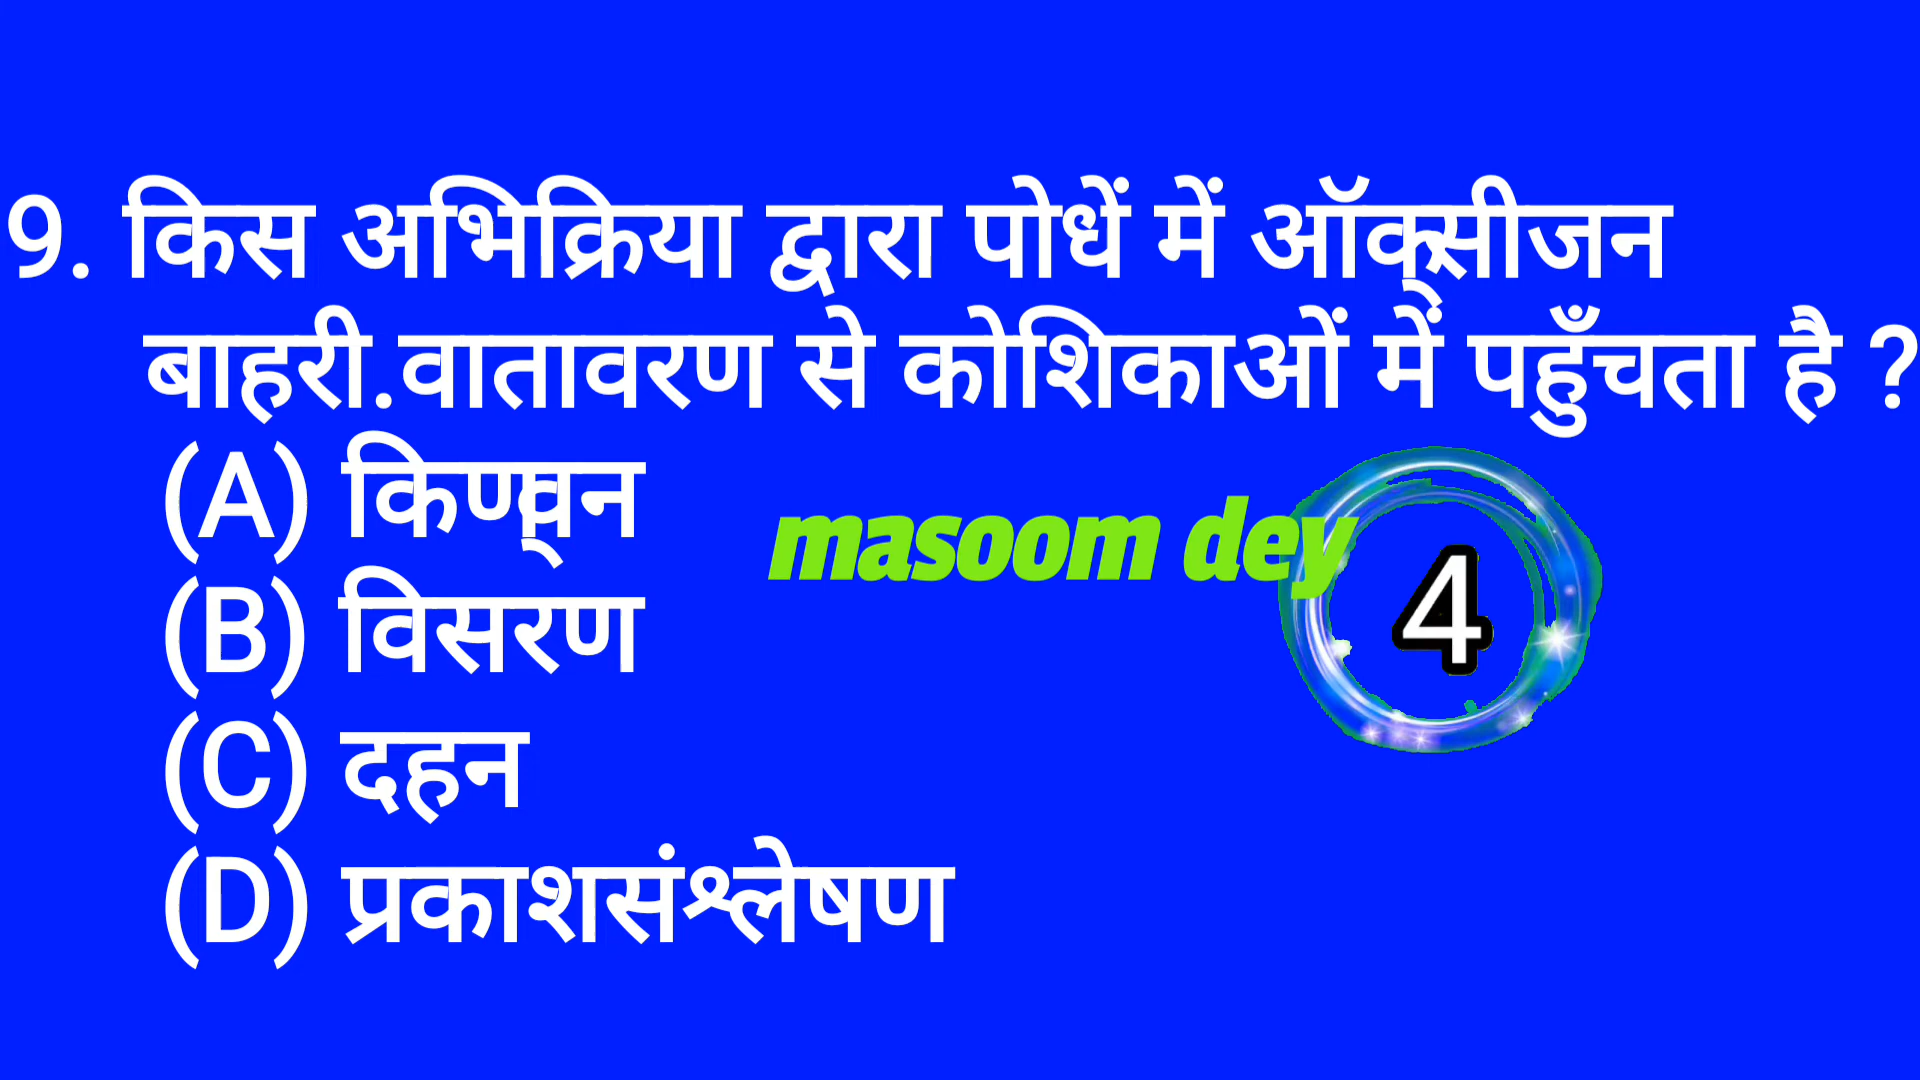 9. किस अभिक्रिया द्वारा पोधें में ऑक्सीजन
बाहरी.वातावरण से कोशिकाओं में पहुँचता है ?
(A) किण्वन
(B) विसरण
(C) दहन
(D) प्रकाशसंश्लेषण
masoom dey
4